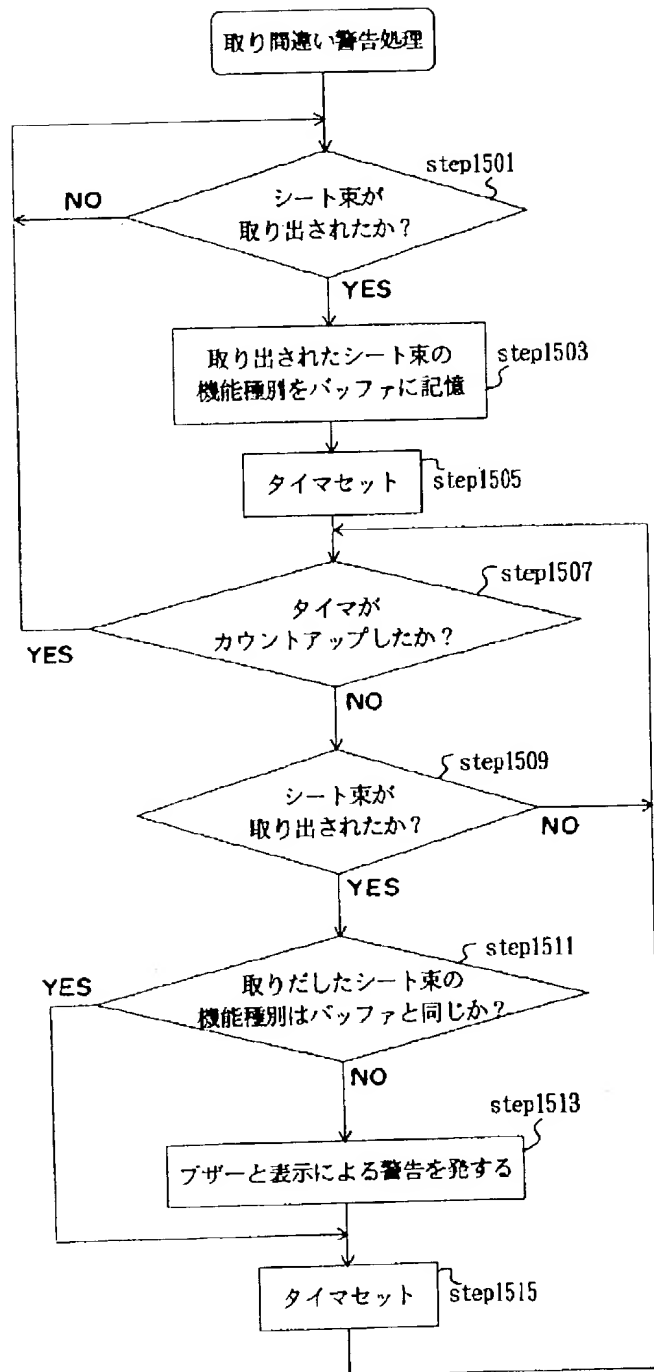 取り間違い警告処理
step1501
シート束が
取り出されたか？
NO
YES
取り出されたシート束の
機能種別をバッファに記憶
step1503
タイマセット
step1505
step1507
タイマが
カウントアップしたか？
YES
NO
step1509
シート束が
取り出されたか？
NO
YES
step1511
YES
取りだしたシート束の
機能種別はバッファと同じか？
NO
step1513
ブザーと表示による警告を発する
タイマセット
step1515